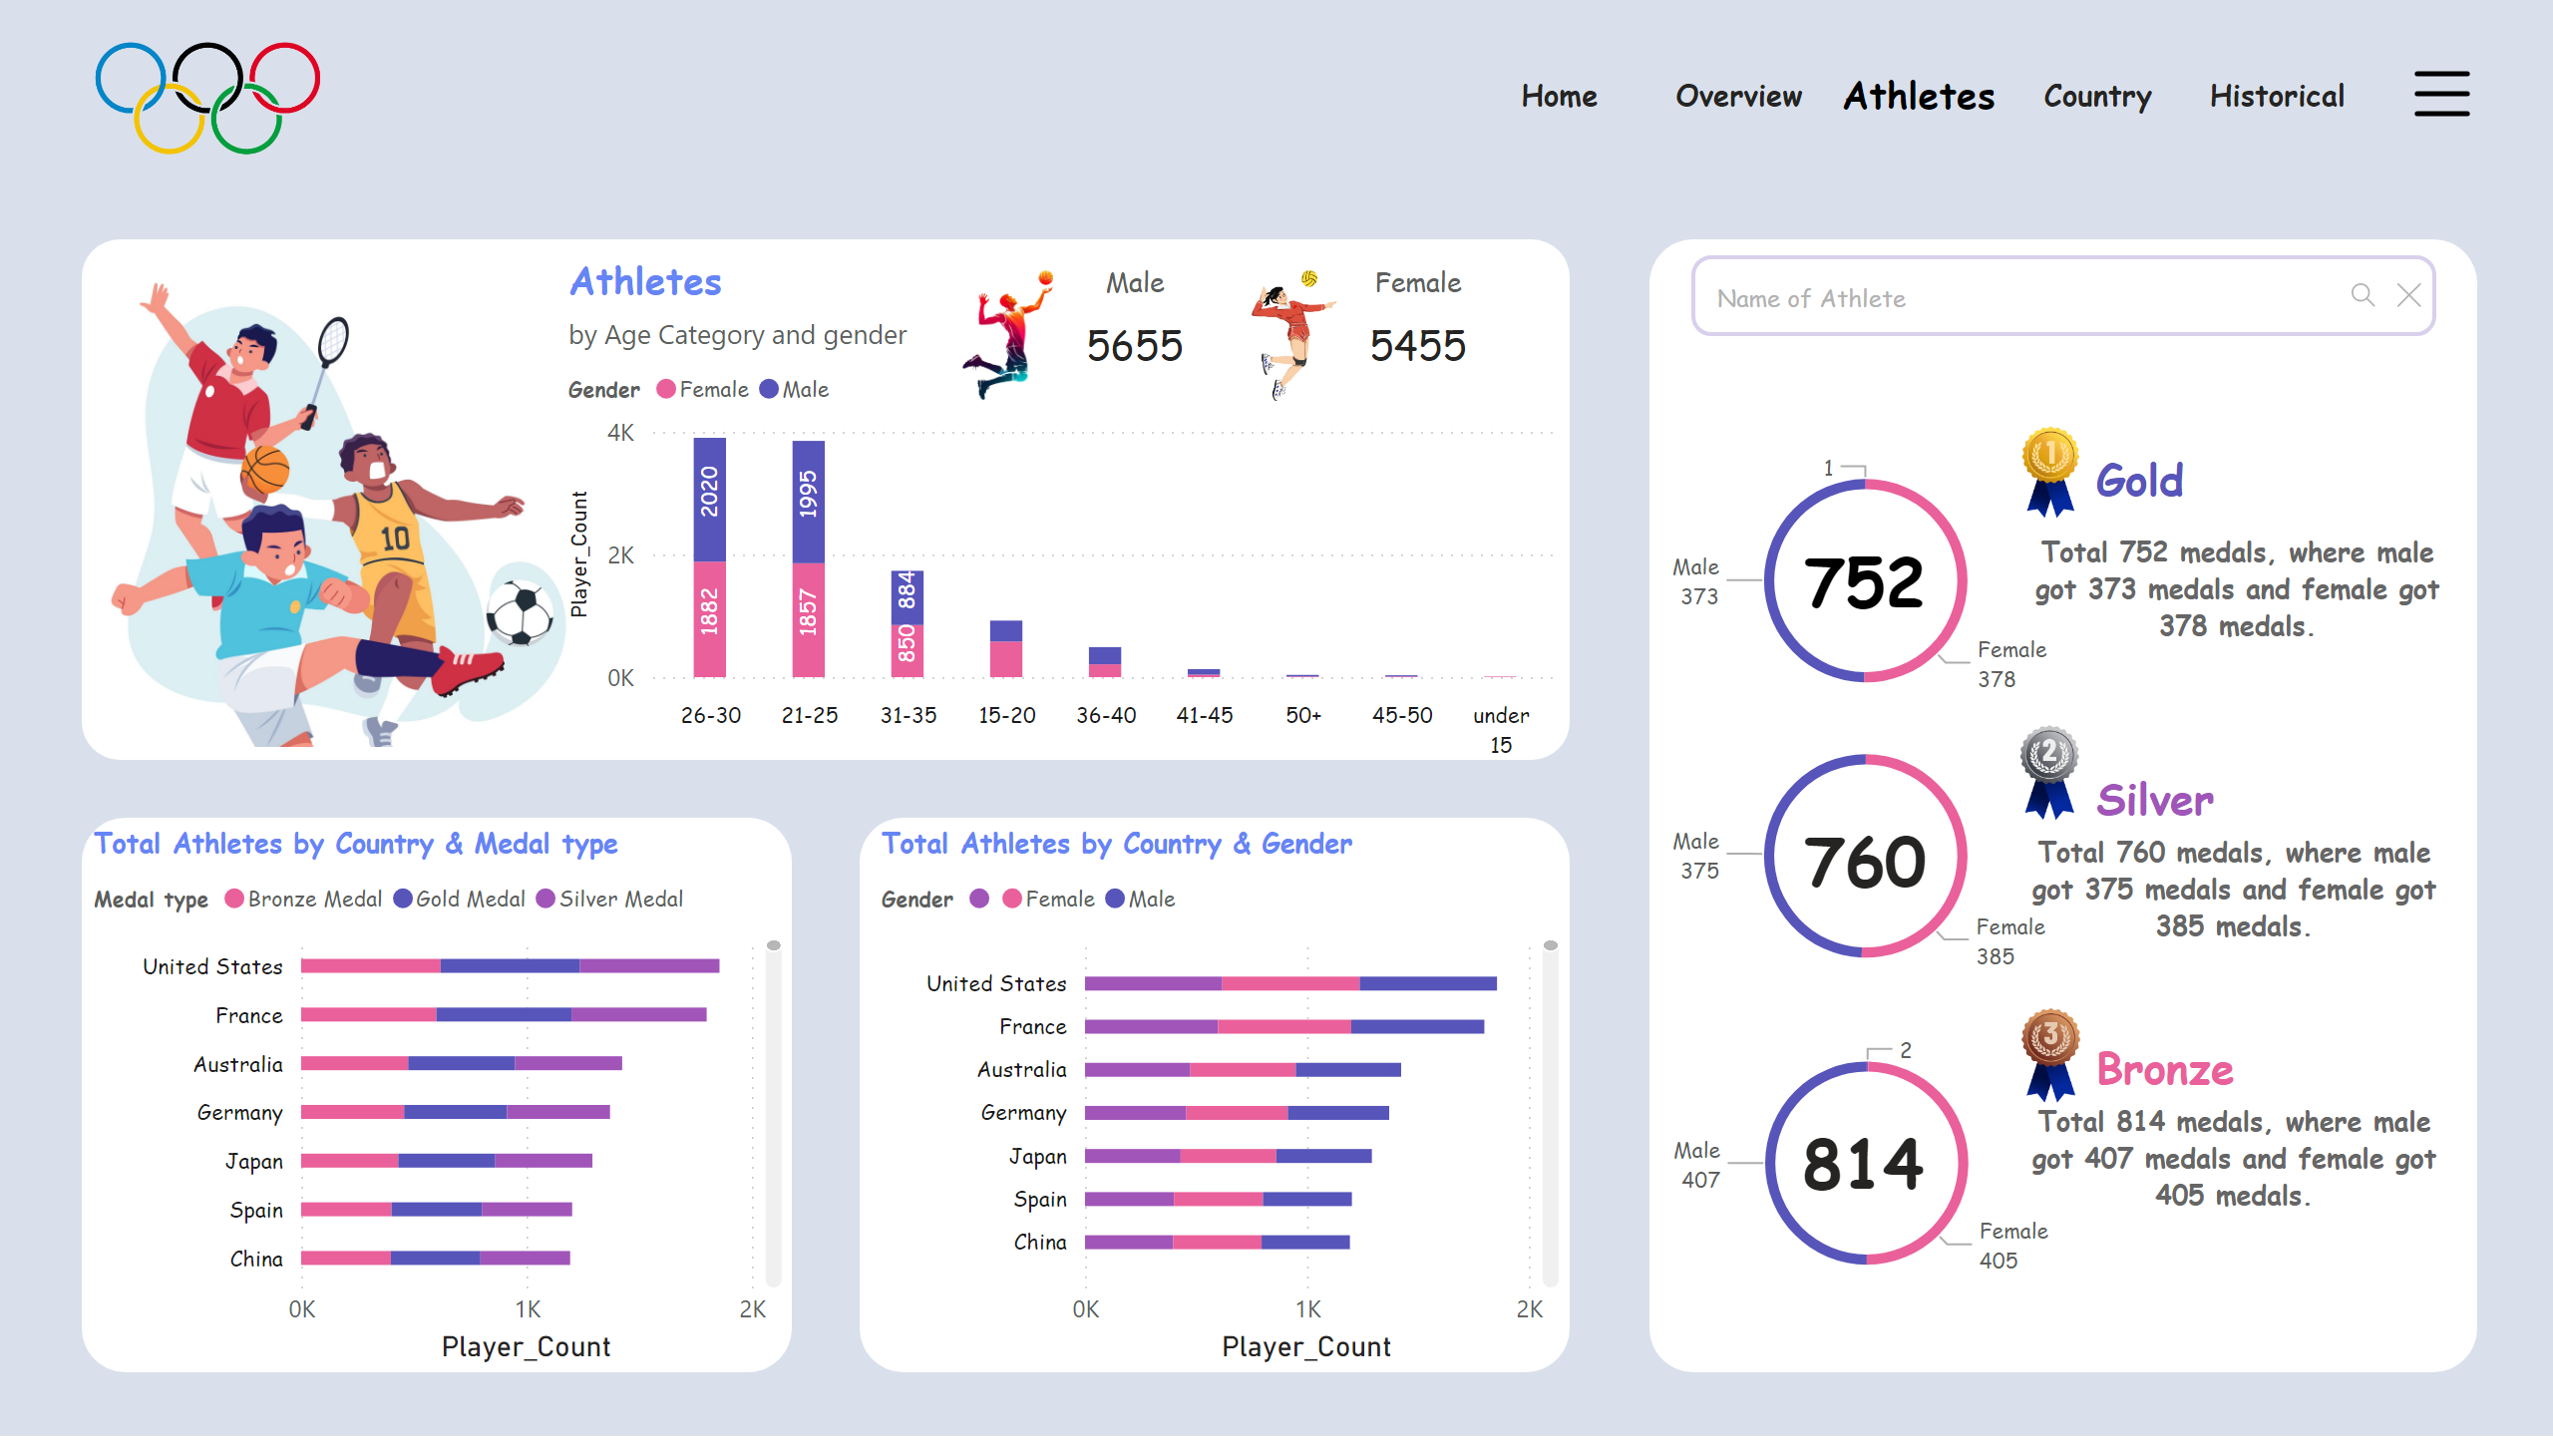 Home Overview Athletes Country Historical
Athletes
by Age Category and gender
Gender Female Male
Male
5655
Female
5455
Player_Count
4K
2K
0K
2020
1882
1995
1857
884
850
26-30 21-25 31-35 15-20 36-40 41-45 50+ 45-50 under
15
10
Name of Athlete
1
Male
373
752
Female
378
1
Gold
Total 752 medals, where male
got 373 medals and female got
378 medals.
Male
375
760
Female
385
2
Silver
Total 760 medals, where male
got 375 medals and female got
385 medals.
2
Male
407
814
Female
405
3
Bronze
Total 814 medals, where male
got 407 medals and female got
405 medals.
Total Athletes by Country & Medal type
Medal type Bronze Medal Gold Medal Silver Medal
United States
France
Australia
Germany
Japan
Spain
China
0K 1K 2K
Player_Count
Total Athletes by Country & Gender
Gender Female Male
United States
France
Australia
Germany
Japan
Spain
China
0K 1K 2K
Player_Count